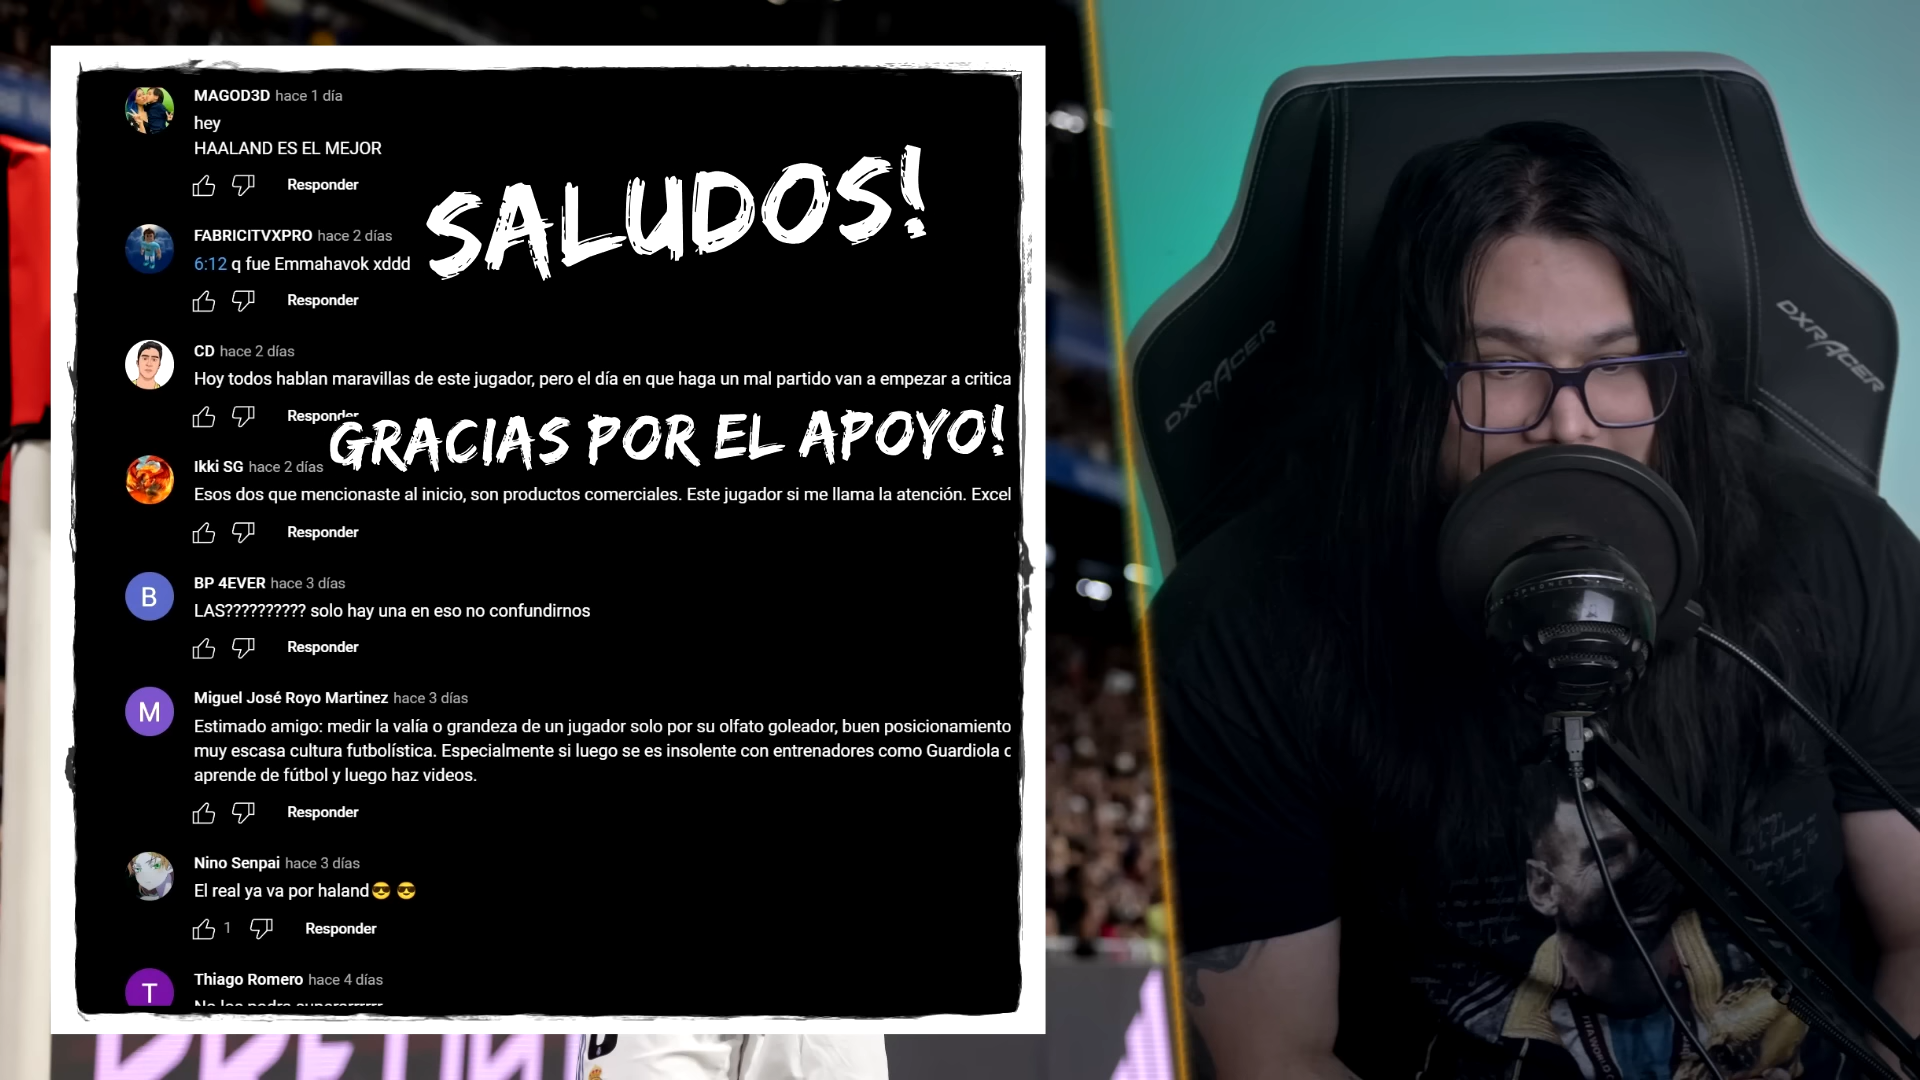 MAGOD3D hace 1 día
hey
HAALAND ES EL MEJOR
Responder
SALUDOS!
FABRICITVXPRO hace 2 días
6:12 q fue Emmahavok xddd
Responder
CD hace 2 días
Hoy todos hablan maravillas de este jugador, pero el día en que haga un mal partido van a empezar a critica
Responder
GRACIAS POR EL APOYO!
Ikki SG hace 2 días
Esos dos que mencionaste al inicio, son productos comerciales. Este jugador si me llama la atención. Excel
Responder
B
BP 4EVER hace 3 días
LAS?????????? solo hay una en eso no confundirnos
Responder
M
Miguel José Royo Martinez hace 3 días
Estimado amigo: medir la valía o grandeza de un jugador solo por su olfato goleador, buen posicionamiento
muy escasa cultura futbolística. Especialmente si luego se es insolente con entrenadores como Guardiola
aprende de fútbol y luego haz videos.
Responder
Nino Senpai hace 3 días
El real ya va por haland😎 😎
1 Responder
T
Thiago Romero hace 4 días
DXRACER
DXRACER